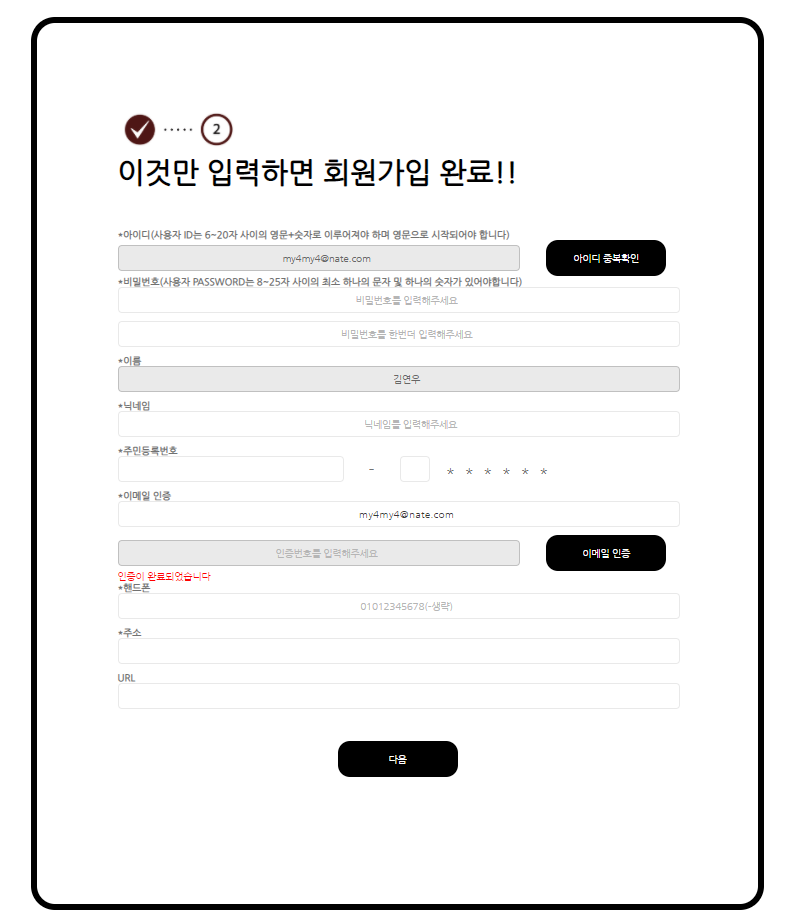 2
이것만 입력하면 회원가입 완료!!
*아이디(사용자 ID는 6~20자 사이의 영문+숫자로 이루어져야 하며 영문으로 시작되어야 합니다)
my4my4@nate.com 아이디 중복확인
*비밀번호(사용자 PASSWORD는 8~25자 사이의 최소 하나의 문자 및 하나의 숫자가 있어야합니다)
비밀번호를 입력해주세요
비밀번호를 한번더 입력해주세요
*이름
김연우
*닉네임
닉네임를 입력해주세요
*주민등록번호
- * * * * * *
*이메일 인증
my4my4@nate.com
인증번호를 입력해주세요 이메일 인증
인증이 완료되었습니다
*핸드폰
01012345678(-생략)
*주소
URL
다음